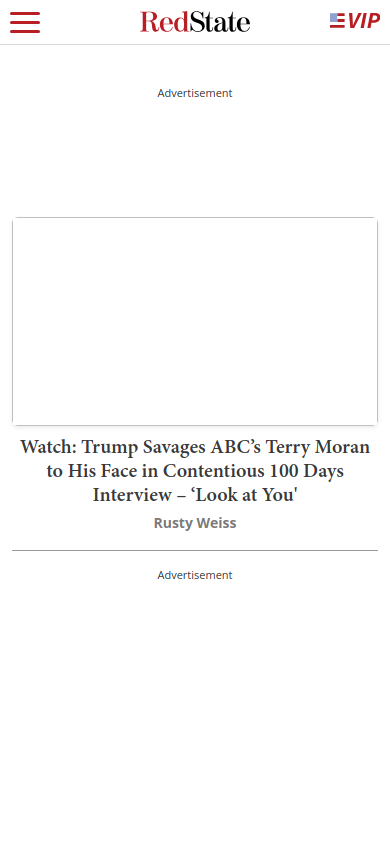 RedState
VIP
Advertisement
Watch: Trump Savages ABC’s Terry Moran
to His Face in Contentious 100 Days
Interview – ‘Look at You'
Rusty Weiss
Advertisement